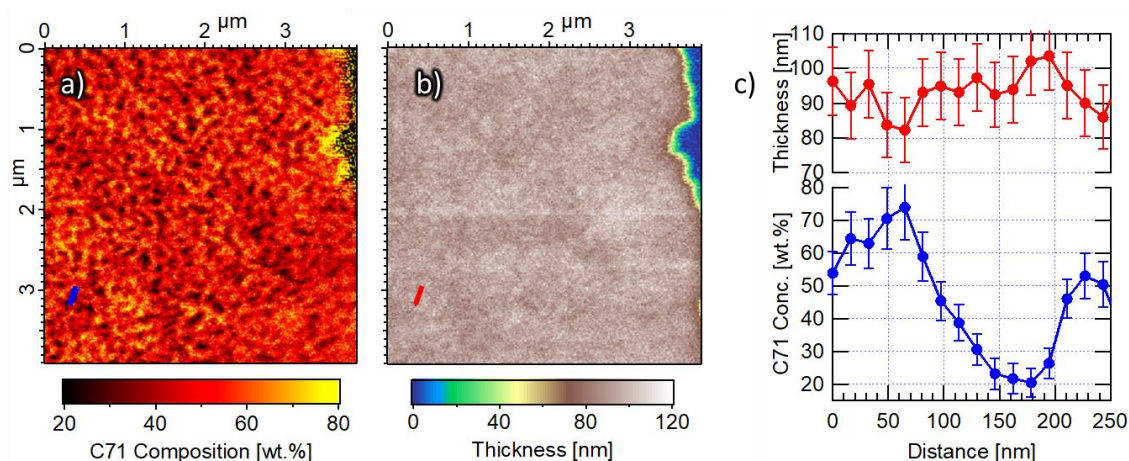 µm
0 1 2 3
a)
0
1
2
3
µm
20 40 60 80
C71 Composition [wt.%]
µm
0 1 2 3
b)
0 40 80 120
Thickness [nm]
c)
110
100
90
80
70
Thickness [nm]
80
70
60
50
40
30
20
C71 Conc. [wt.%]
0 50 100 150 200 250
Distance [nm]